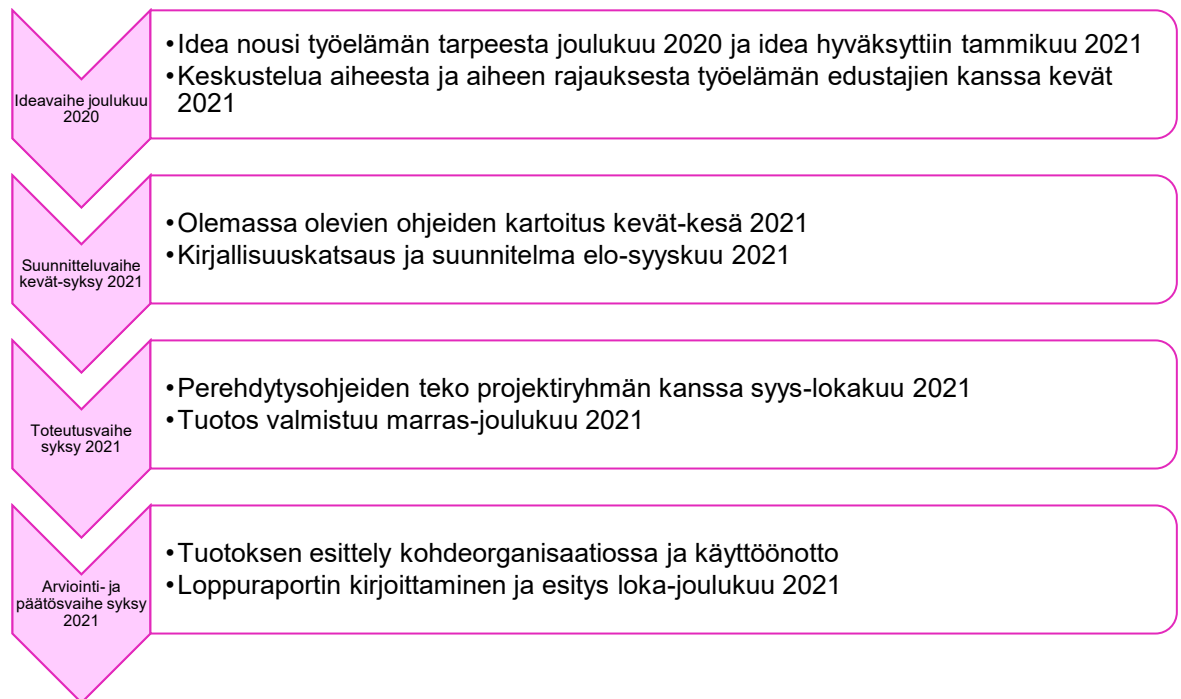 Ideavaihe joulukuu
2020
•Idea nousi työelämän tarpeesta joulukuu 2020 ja idea hyväksyttiin tammikuu 2021
•Keskustelua aiheesta ja aiheen rajauksesta työelämän edustajien kanssa kevät
2021
Suunnitteluvaihe
kevät-syksy 2021
•Olemassa olevien ohjeiden kartoitus kevät-kesä 2021
•Kirjallisuuskatsaus ja suunnitelma elo-syyskuu 2021
Toteutusvaihe
syksy 2021
•Perehdytysohjeiden teko projektiryhmän kanssa syys-lokakuu 2021
•Tuotos valmistuu marras-joulukuu 2021
Arviointi- ja
päätösvaihe syksy
2021
•Tuotoksen esittely kohdeorganisaatiossa ja käyttöönotto
•Loppuraportin kirjoittaminen ja esitys loka-joulukuu 2021